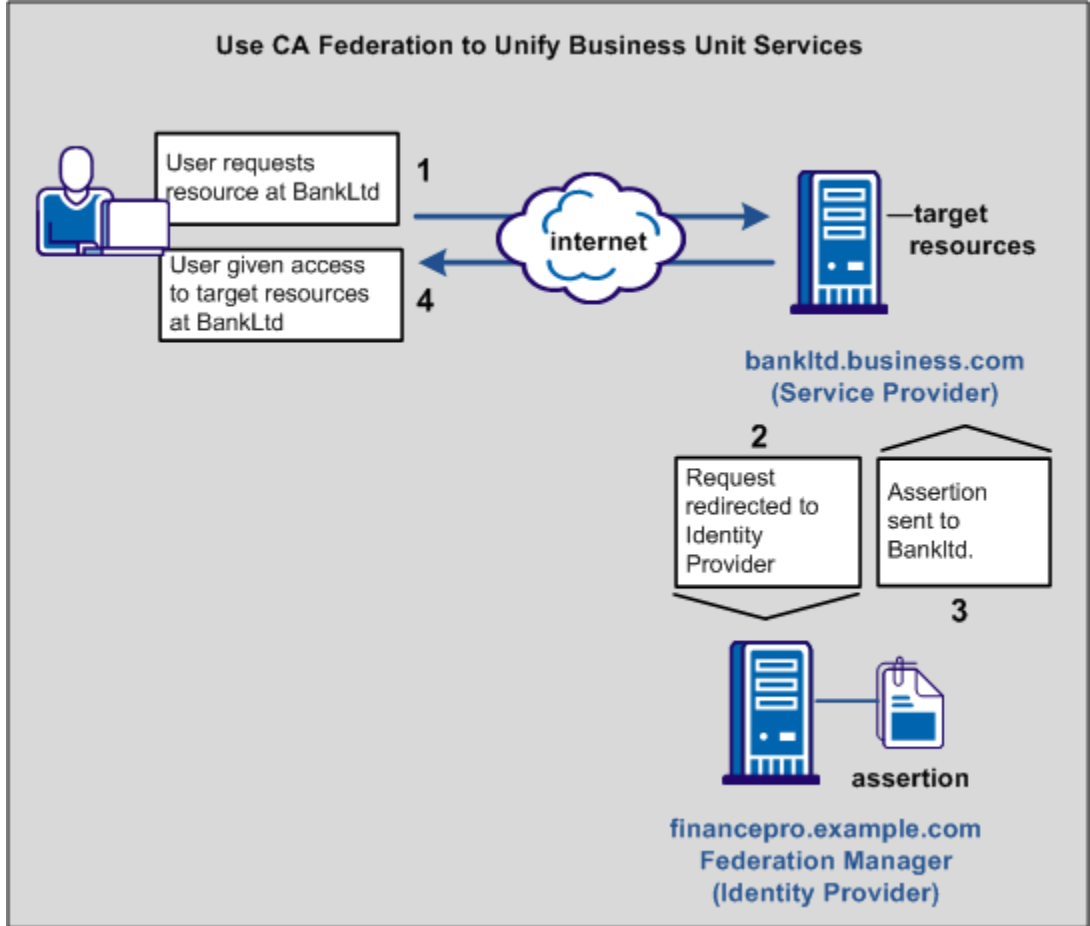 Use CA Federation to Unify Business Unit Services
User requests
resource at BankLtd
1
internet
target
resources
User given access
to target resources
at BankLtd
4
bankltd.business.com
(Service Provider)
2
Request
redirected to
Identity
Provider
Assertion
sent to
Bankltd.
3
assertion
financepro.example.com
Federation Manager
(Identity Provider)